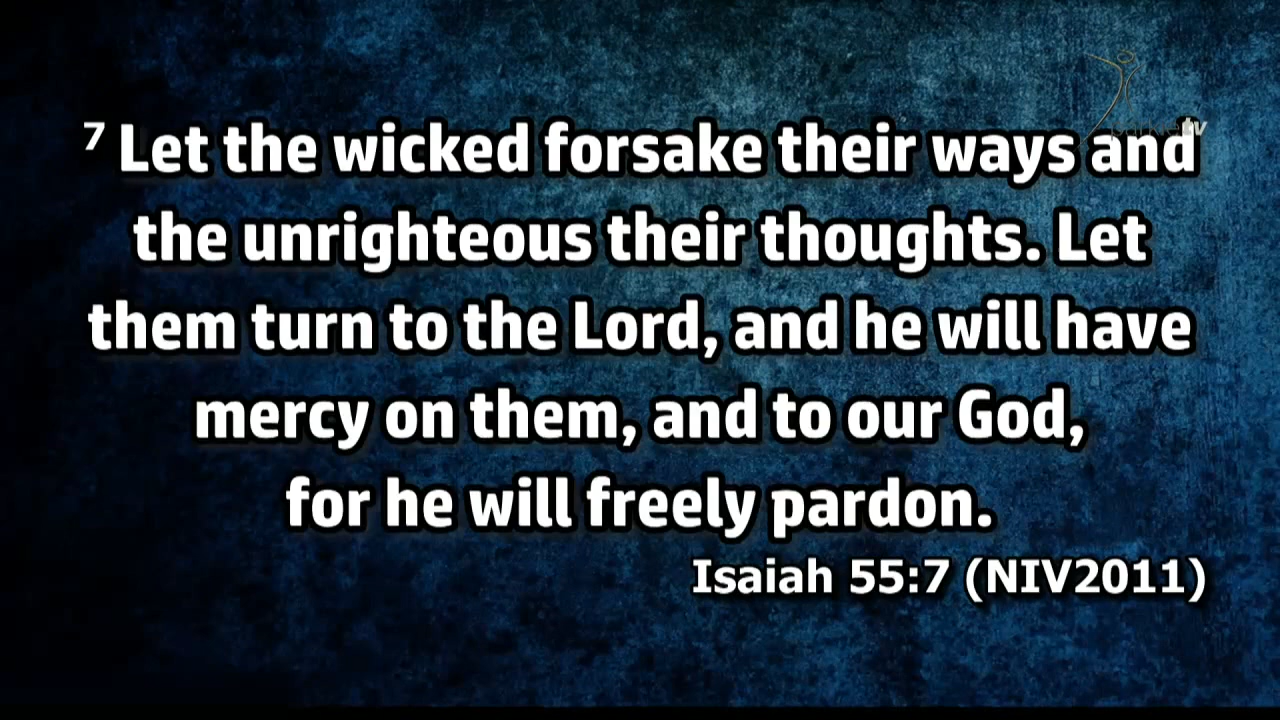 ⁷ Let the wicked forsake their ways and
the unrighteous their thoughts. Let
them turn to the Lord, and he will have
mercy on them, and to our God,
for he will freely pardon.
Isaiah 55:7 (NIV2011)
tv